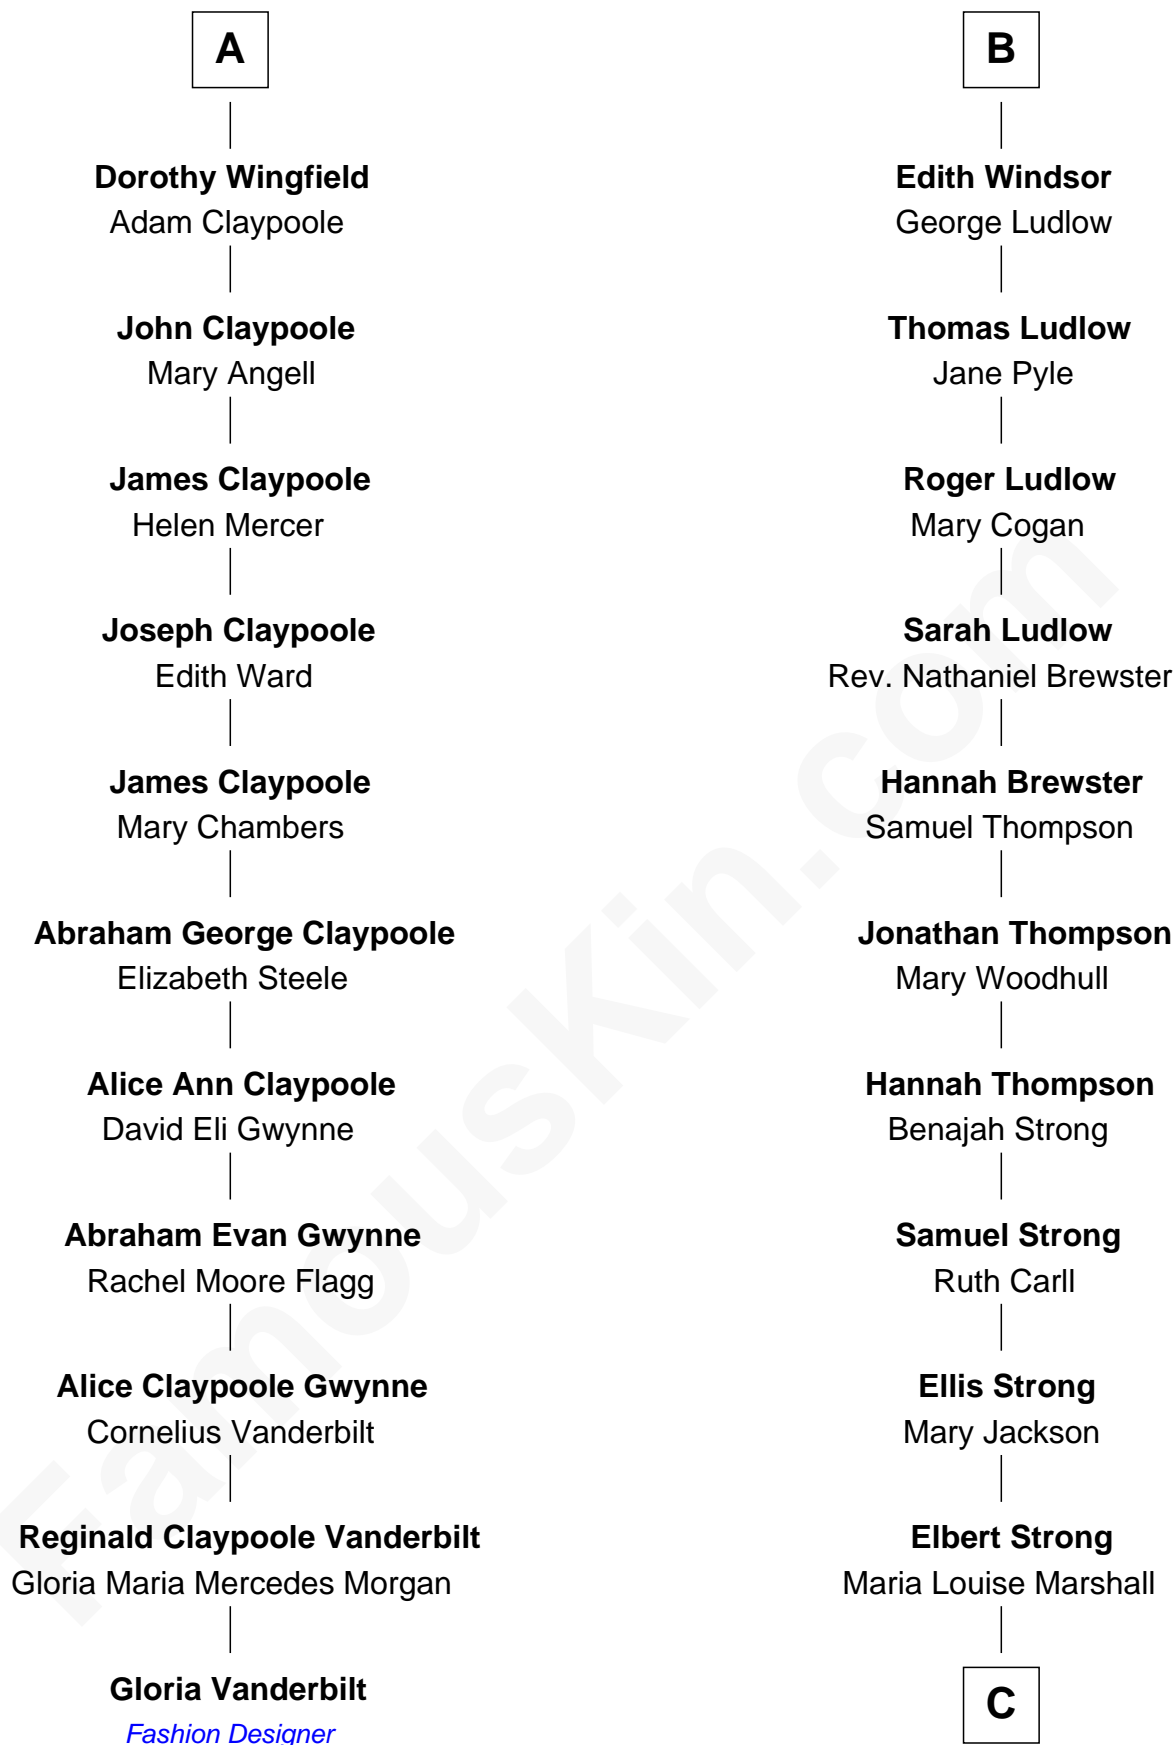 A
Dorothy Wingfield
Adam Claypoole
John Claypoole
Mary Angell
James Claypoole
Helen Mercer
Joseph Claypoole
Edith Ward
James Claypoole
Mary Chambers
Abraham George Claypoole
Elizabeth Steele
Alice Ann Claypoole
David Eli Gwynne
Abraham Evan Gwynne
Rachel Moore Flagg
Alice Claypoole Gwynne
Cornelius Vanderbilt
Reginald Claypoole Vanderbilt
Gloria Maria Mercedes Morgan
Gloria Vanderbilt
Fashion Designer
B
Edith Windsor
George Ludlow
Thomas Ludlow
Jane Pyle
Roger Ludlow
Mary Cogan
Sarah Ludlow
Rev. Nathaniel Brewster
Hannah Brewster
Samuel Thompson
Jonathan Thompson
Mary Woodhull
Hannah Thompson
Benajah Strong
Samuel Strong
Ruth Carll
Ellis Strong
Mary Jackson
Elbert Strong
Maria Louise Marshall
C
FamousKin.com